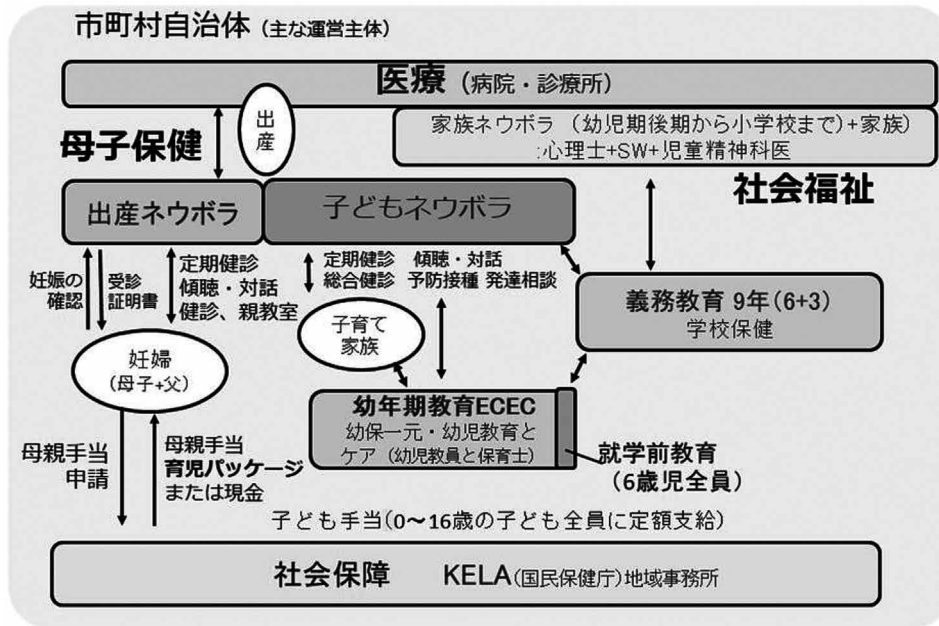 市町村自治体（主な運営主体）
医療（病院・診療所）
出
産
母子保健
家族ネウボラ （幼児期後期から小学校まで）+家族）
:心理士+SW+児童精神科医
社会福祉
出産ネウボラ
子どもネウボラ
妊娠の
確認
受診
証明書
定期健診
傾聴・対話
健診、親教室
定期健診 傾聴・対話
総合健診 予防接種 発達相談
義務教育 9年(6+3)
学校保健
子育て
家族
妊婦
(母子+父)
幼年期教育ECEC
幼保一元・幼児教育と
ケア（幼児教員と保育士）
就学前教育
(6歳児全員)
母親手当
申請
母親手当
育児パッケージ
または現金
子ども手当(0〜16歳の子ども全員に定額支給)
社会保障 KELA(国民保健庁)地域事務所